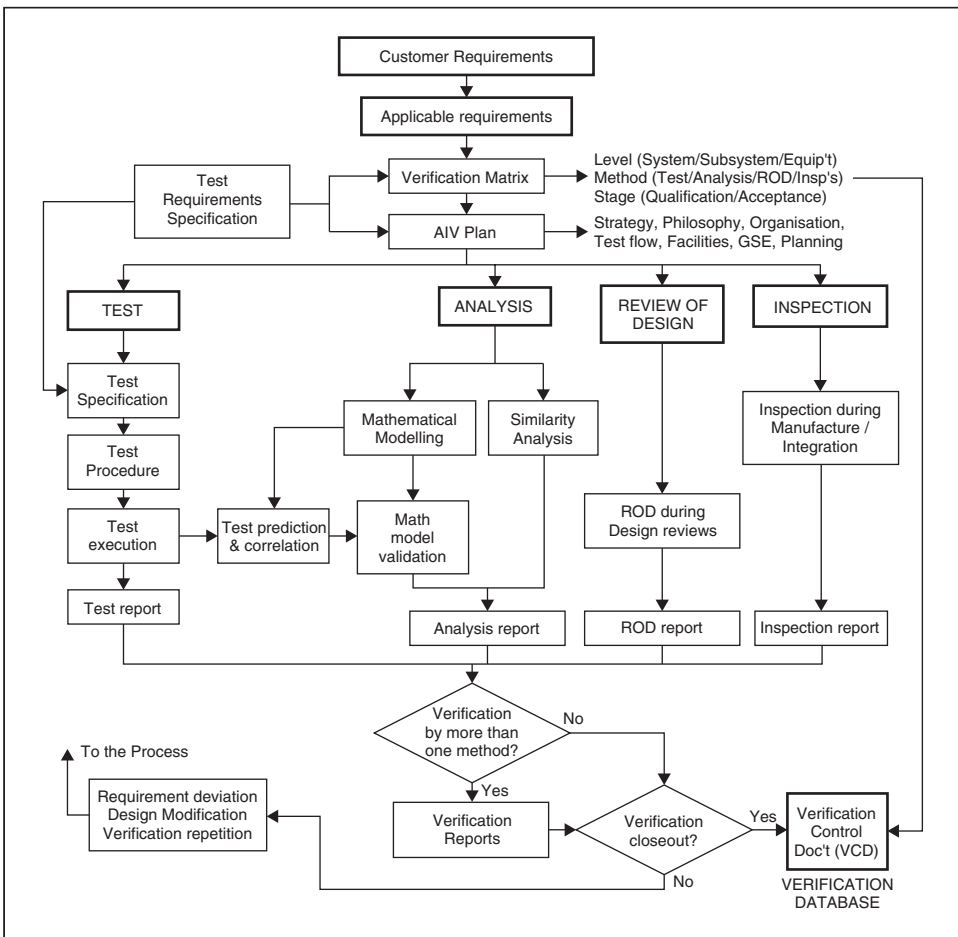 Customer Requirements
Applicable requirements
Test
Requirements
Specification
Verification Matrix
Level (System/Subsystem/Equip't)
Method (Test/Analysis/ROD/Insp's)
Stage (Qualification/Acceptance)
AIV Plan
Strategy, Philosophy, Organisation,
Test flow, Facilities, GSE, Planning
TEST
ANALYSIS
REVIEW OF
DESIGN
INSPECTION
Test
Specification
Mathematical
Modelling
Similarity
Analysis
Inspection during
Manufacture /
Integration
Test
Procedure
Test
execution
Test prediction
& correlation
Math
model
validation
ROD during
Design reviews
Test report
Analysis report
ROD report
Inspection report
Verification
by more than
one method?
No
Yes
To the Process
Requirement deviation
Design Modification
Verification repetition
Verification
Reports
Verification
closeout?
Yes
No
Verification
Control
Doc't (VCD)
VERIFICATION
DATABASE